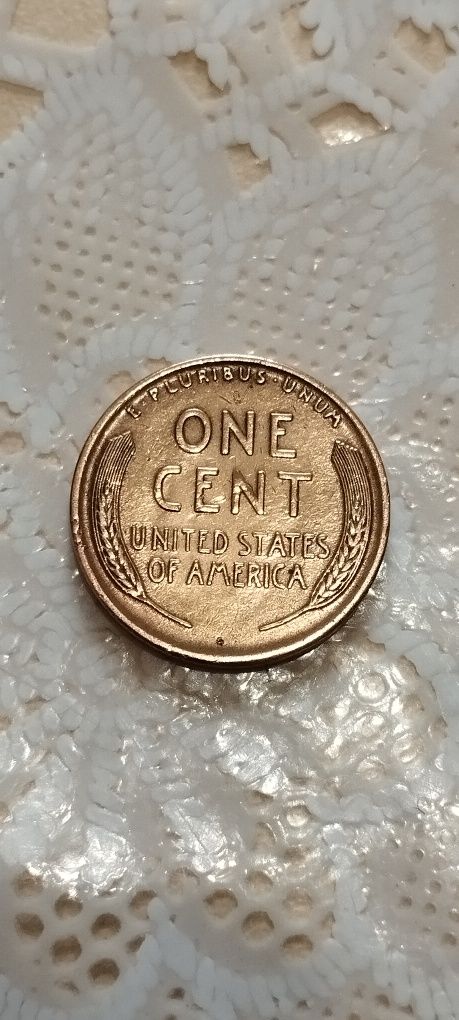 E·PLURIBUS·UNUM
ONE
CENT
UNITED STATES
OF AMERICA